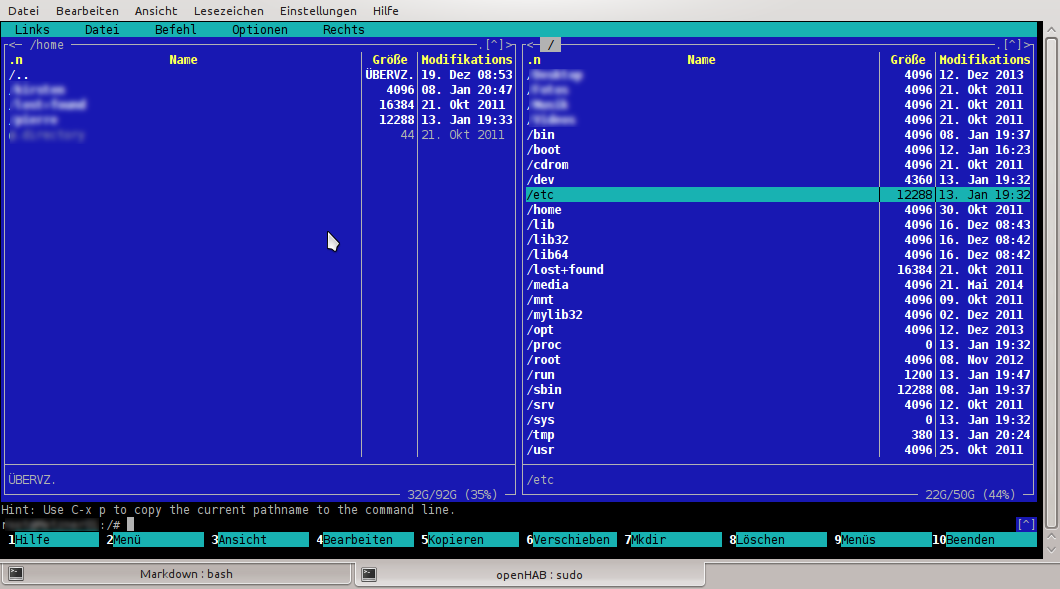 Datei Bearbeiten Ansicht Lesezeichen Einstellungen Hilfe
Links Datei Befehl Optionen Rechts
<— /home .[^]>
.n Name Größe Modifikations
/.. ÜBERVZ. 19. Dez 08:53
4096 08. Jan 20:47
/lost+found 16384 21. Okt 2011
12288 13. Jan 19:33
.directory 44 21. Okt 2011
ÜBERVZ.
32G/92G (35%)
<— / .[^]>
.n Name Größe Modifikations
/Desktop 4096 12. Dez 2013
/Fotos 4096 21. Okt 2011
/Musik 4096 21. Okt 2011
/Videos 4096 21. Okt 2011
/bin 4096 08. Jan 19:37
/boot 4096 12. Jan 16:23
/cdrom 4096 21. Okt 2011
/dev 4360 13. Jan 19:32
/etc 12288 13. Jan 19:32
/home 4096 30. Okt 2011
/lib 4096 16. Dez 08:43
/lib32 4096 16. Dez 08:42
/lib64 4096 16. Dez 08:42
/lost+found 16384 21. Okt 2011
/media 4096 21. Mai 2014
/mnt 4096 09. Okt 2011
/mylib32 4096 02. Dez 2011
/opt 4096 12. Dez 2013
/proc 0 13. Jan 19:32
/root 4096 08. Nov 2012
/run 1200 13. Jan 19:47
/sbin 12288 08. Jan 19:37
/srv 4096 12. Okt 2011
/sys 0 13. Jan 19:32
/tmp 380 13. Jan 20:24
/usr 4096 25. Okt 2011
/etc
22G/50G (44%)
Hint: Use C-x p to copy the current pathname to the command line.
:/# [^]
1Hilfe 2Menü 3Ansicht 4Bearbeiten 5Kopieren 6Verschieben 7Mkdir 8Löschen 9Menüs 10Beenden
Markdown : bash openHAB : sudo